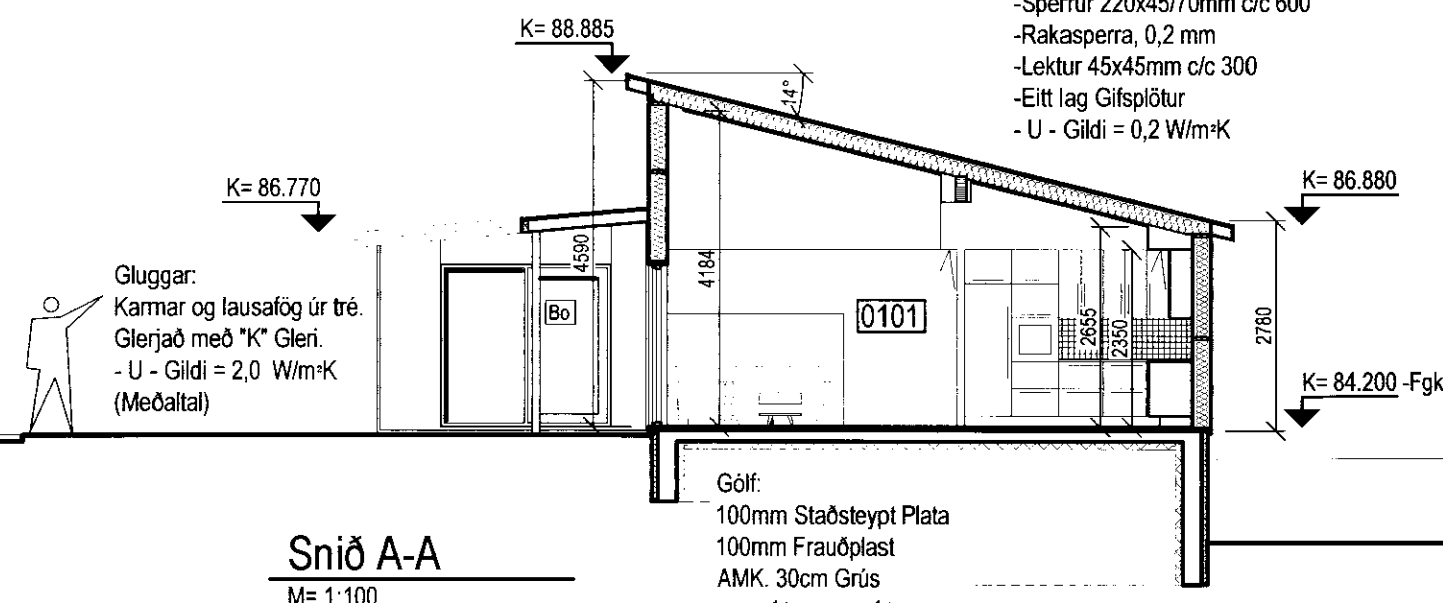 -Sperrur 220x45/70mm c/c 600
-Rakasperra, 0,2 mm
-Lektur 45x45mm c/c 300
-Eitt lag Gifsplötur
- U - Gildi = 0,2 W/m²K
K= 88.885
14°
K= 86.770
K= 86.880
Gluggar:
Karmar og lausafög úr tré.
Glerjað með "K" Gleri.
- U - Gildi = 2,0 W/m²K
(Meðaltal)
4590
4184
Bo
0101
2655
2350
2780
K= 84.200 -Fgk
Gólf:
100mm Staðsteypt Plata
100mm Frauðplast
AMK. 30cm Grús
Snið A-A
M= 1:100